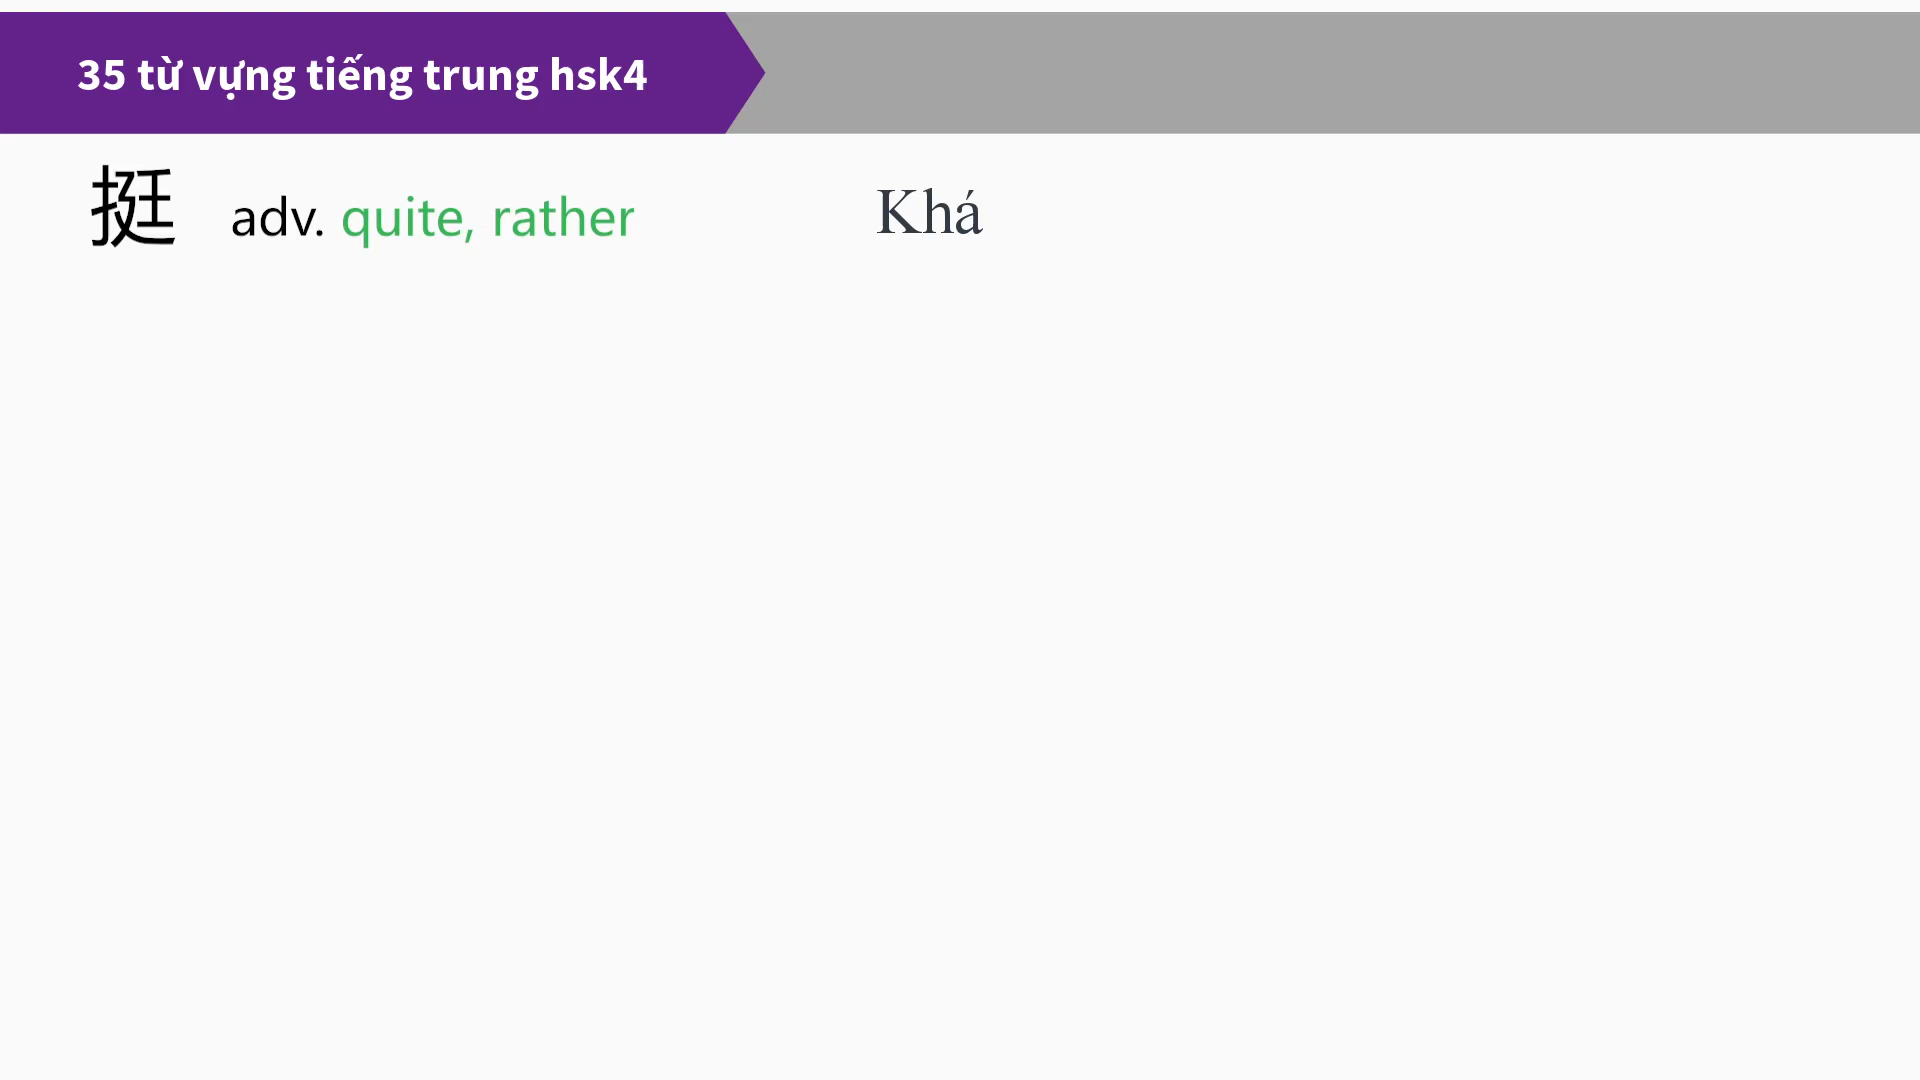 35 từ vựng tiếng trung hsk4
挺 adv. quite, rather Khá